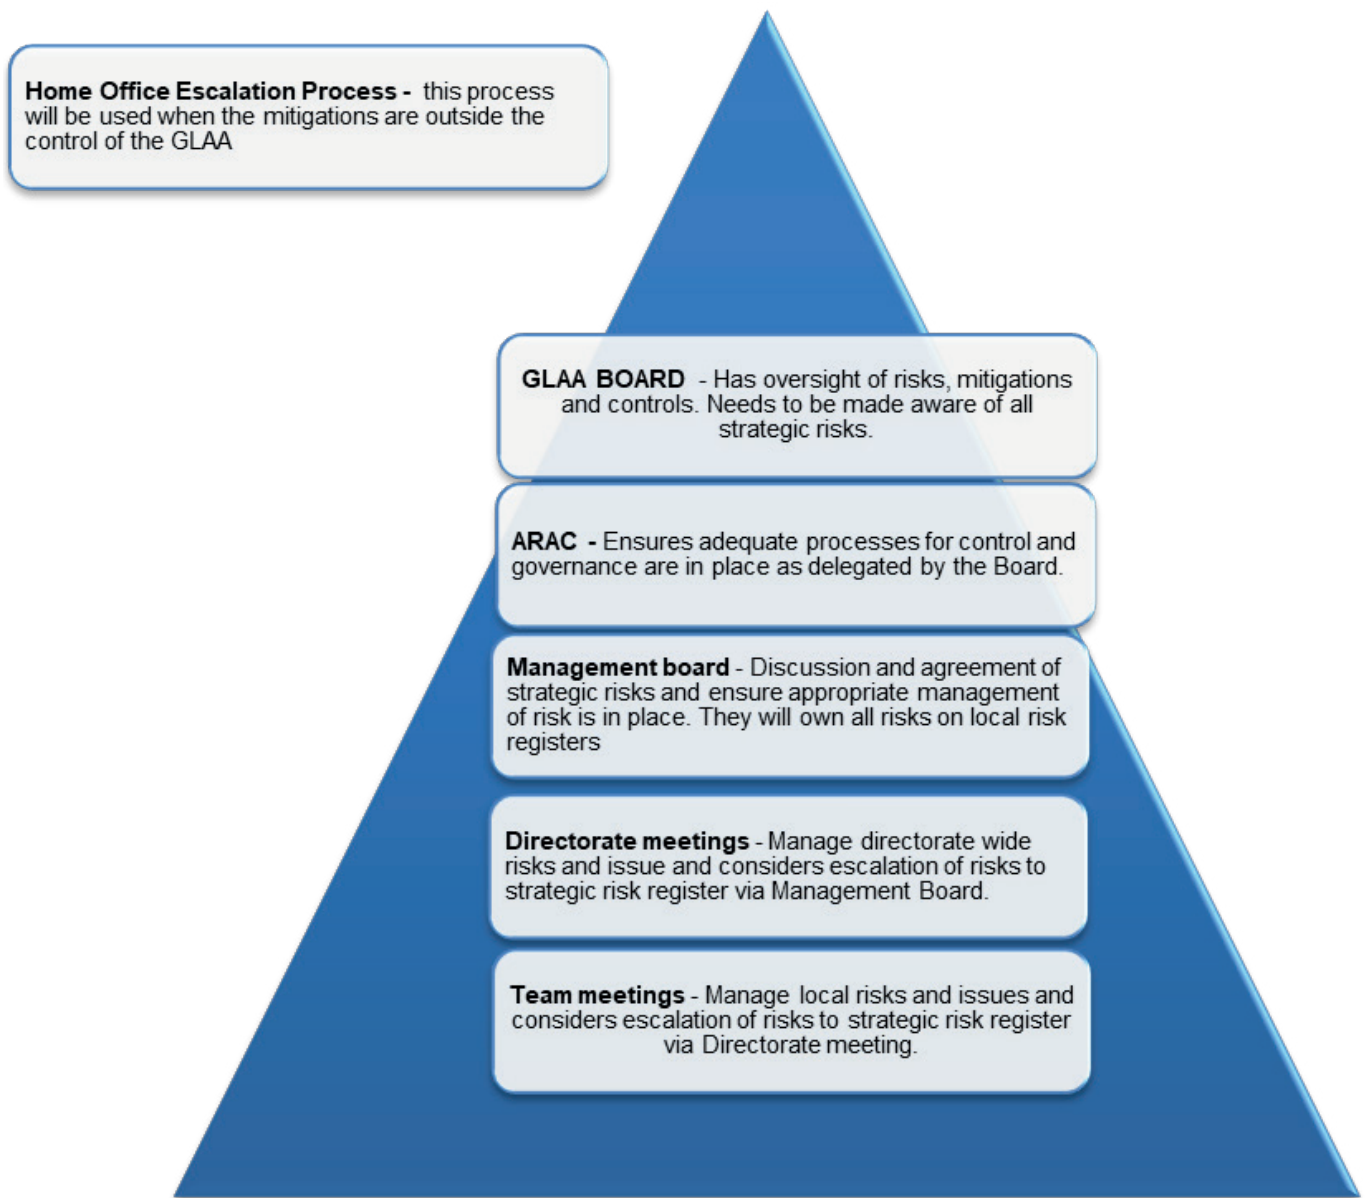 Home Office Escalation Process - this process
will be used when the mitigations are outside the
control of the GLAA
GLAA BOARD - Has oversight of risks, mitigations
and controls. Needs to be made aware of all
strategic risks.
ARAC - Ensures adequate processes for control and
governance are in place as delegated by the Board.
Management board - Discussion and agreement of
strategic risks and ensure appropriate management
of risk is in place. They will own all risks on local risk
registers
Directorate meetings - Manage directorate wide
risks and issue and considers escalation of risks to
strategic risk register via Management Board.
Team meetings - Manage local risks and issues and
considers escalation of risks to strategic risk register
via Directorate meeting.